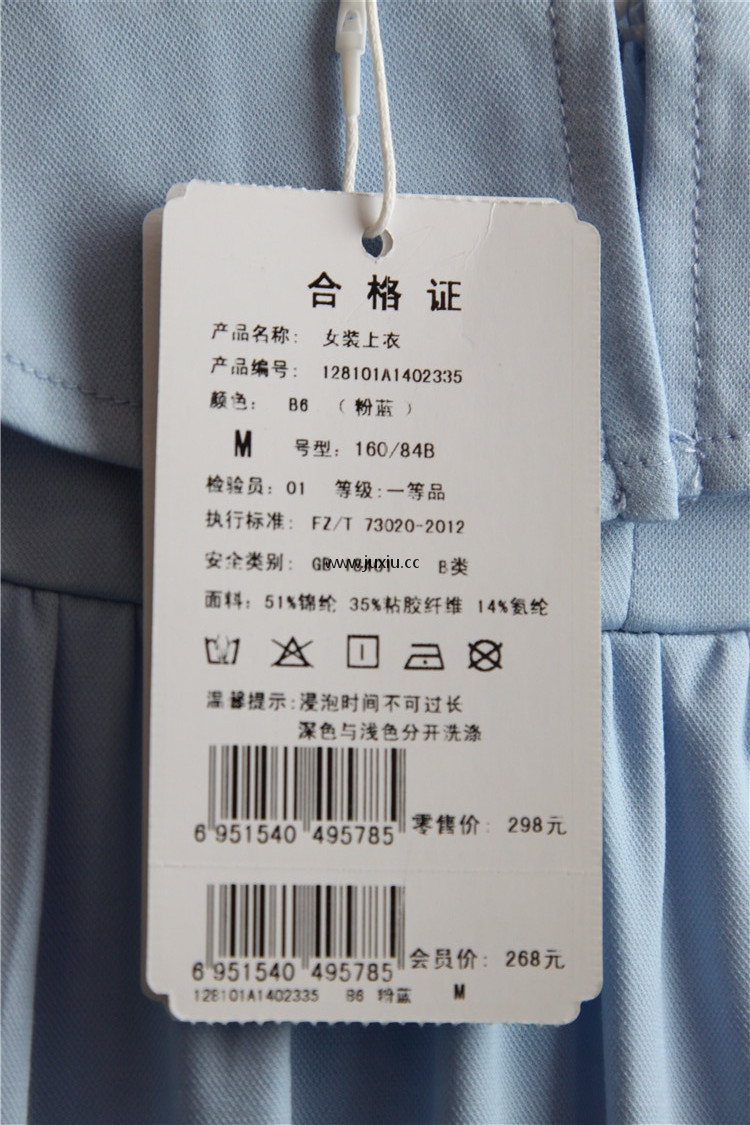 合格证
产品名称: 女装上衣
产品编号: 128101A1402335
颜色: B6 (粉蓝)
M 号型: 160/84B
检验员: 01 等级:一等品
执行标准: FZ/T 73020-2012
安全类别: GB B类
www.juxiu.cc
面料: 51%锦纶 35%粘胶纤维 14%氨纶
温馨提示:浸泡时间不可过长
深色与浅色分开洗涤
6 951540 495785 零售价: 298元
6 951540 495785 会员价: 268元
128101A1402335 B6 粉蓝 M